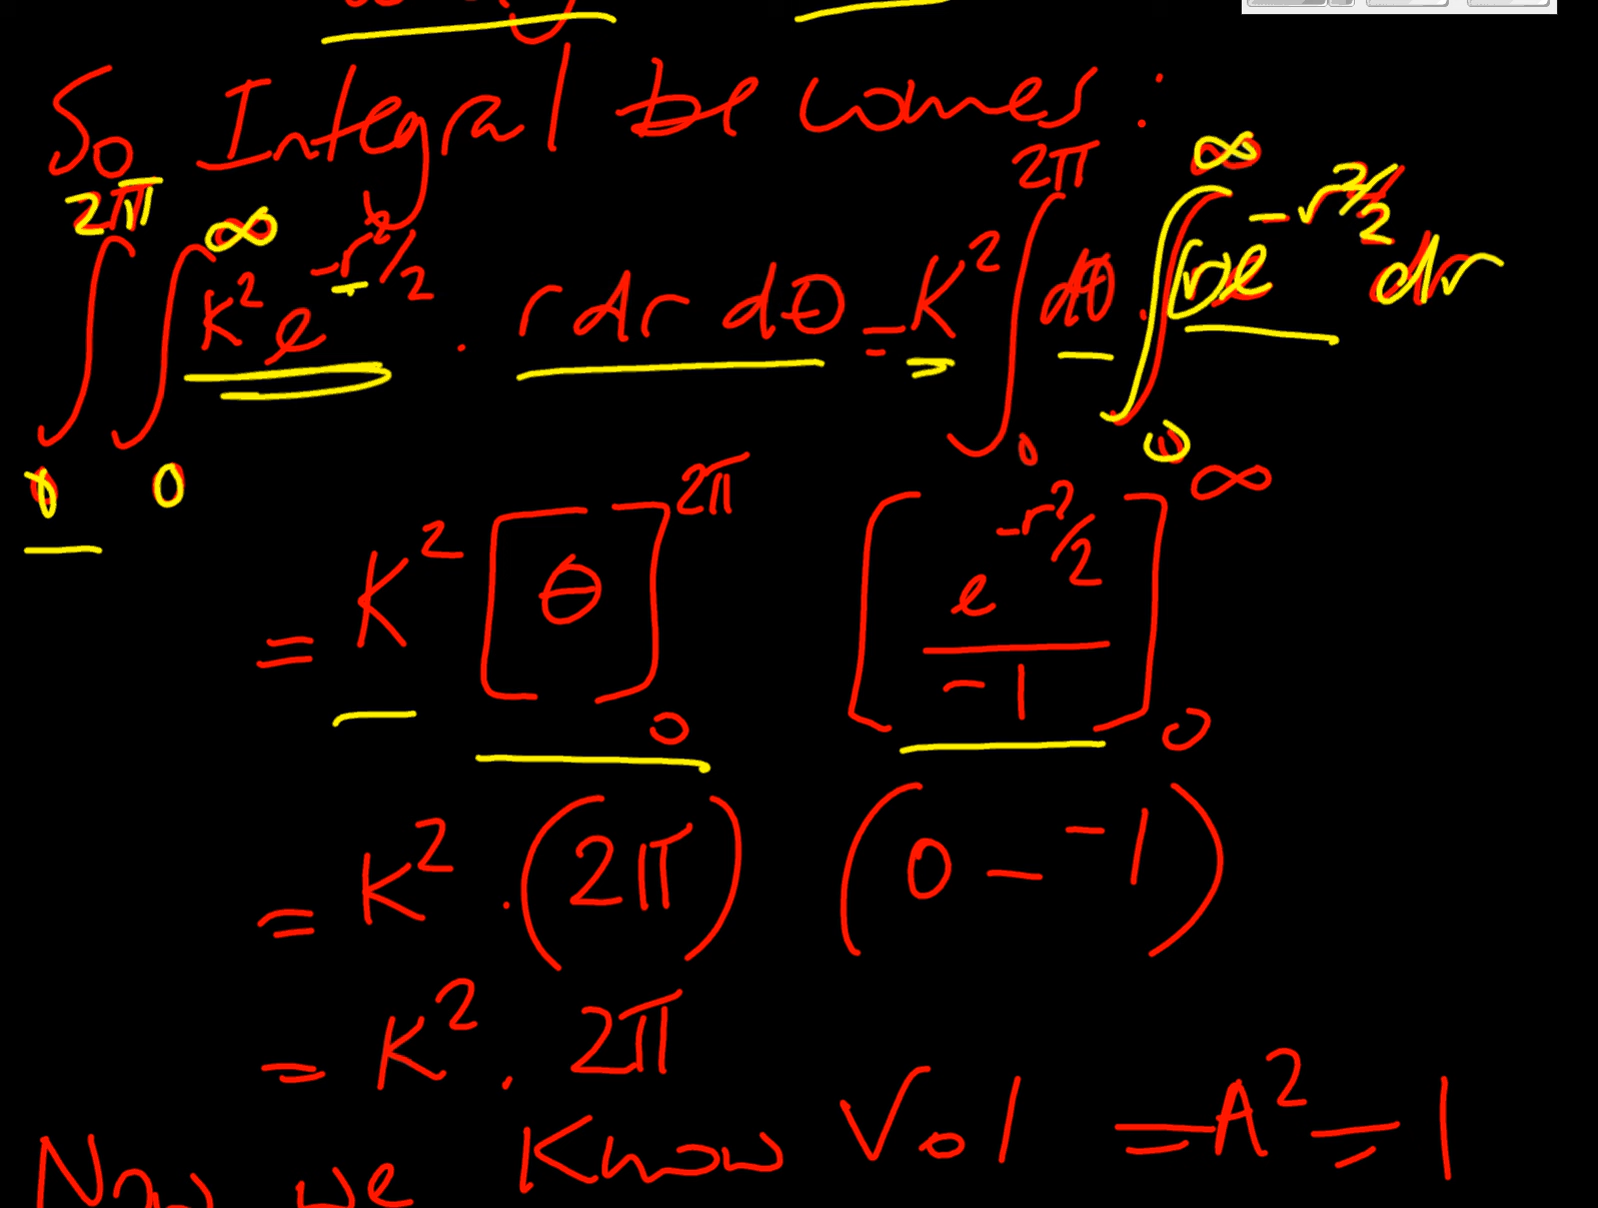 So Integral becomes:
∫₀^{2π} ∫₀^∞ K² e^{-r²/2} . r dr dθ = K² ∫₀^{2π} dθ . ∫₀^∞ r e^{-r²/2} dr
= K² [θ]₀^{2π} [e^{-r²/2} / -1]₀^∞
= K² . (2π) (0 - -1)
= K² . 2π
Now we know Vol = A² = 1